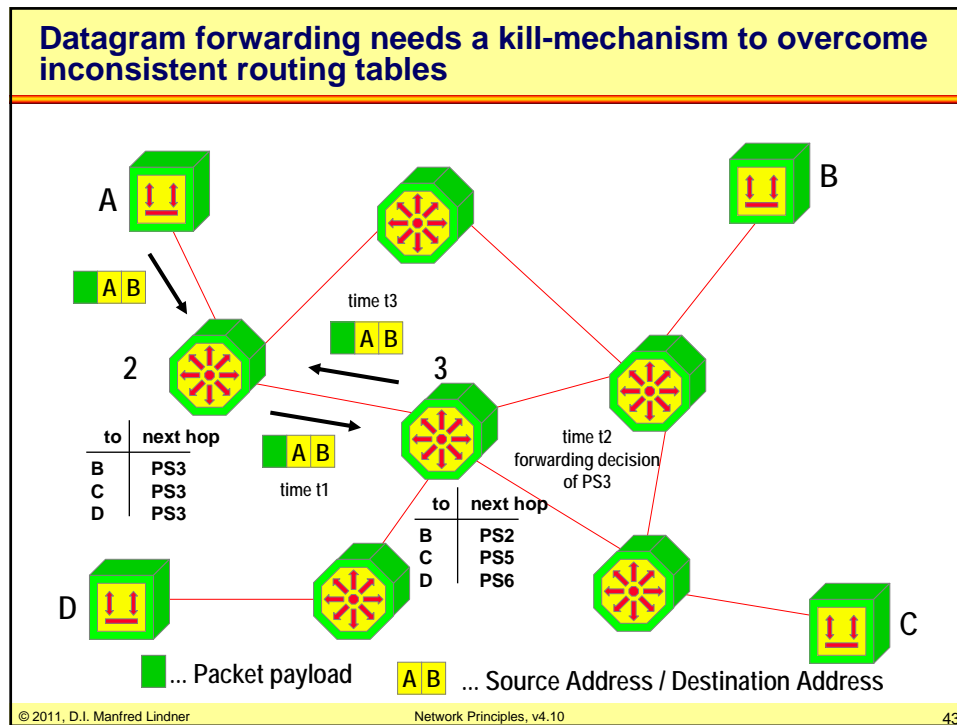 Datagram forwarding needs a kill-mechanism to overcome
inconsistent routing tables
A
B
A B
time t3
A B
2
3
A B
time t1
time t2
forwarding decision
of PS3
to next hop
B PS3
C PS3
D PS3
to next hop
B PS2
C PS5
D PS6
D
C
... Packet payload
A B ... Source Address / Destination Address
© 2011, D.I. Manfred Lindner
Network Principles, v4.10
43